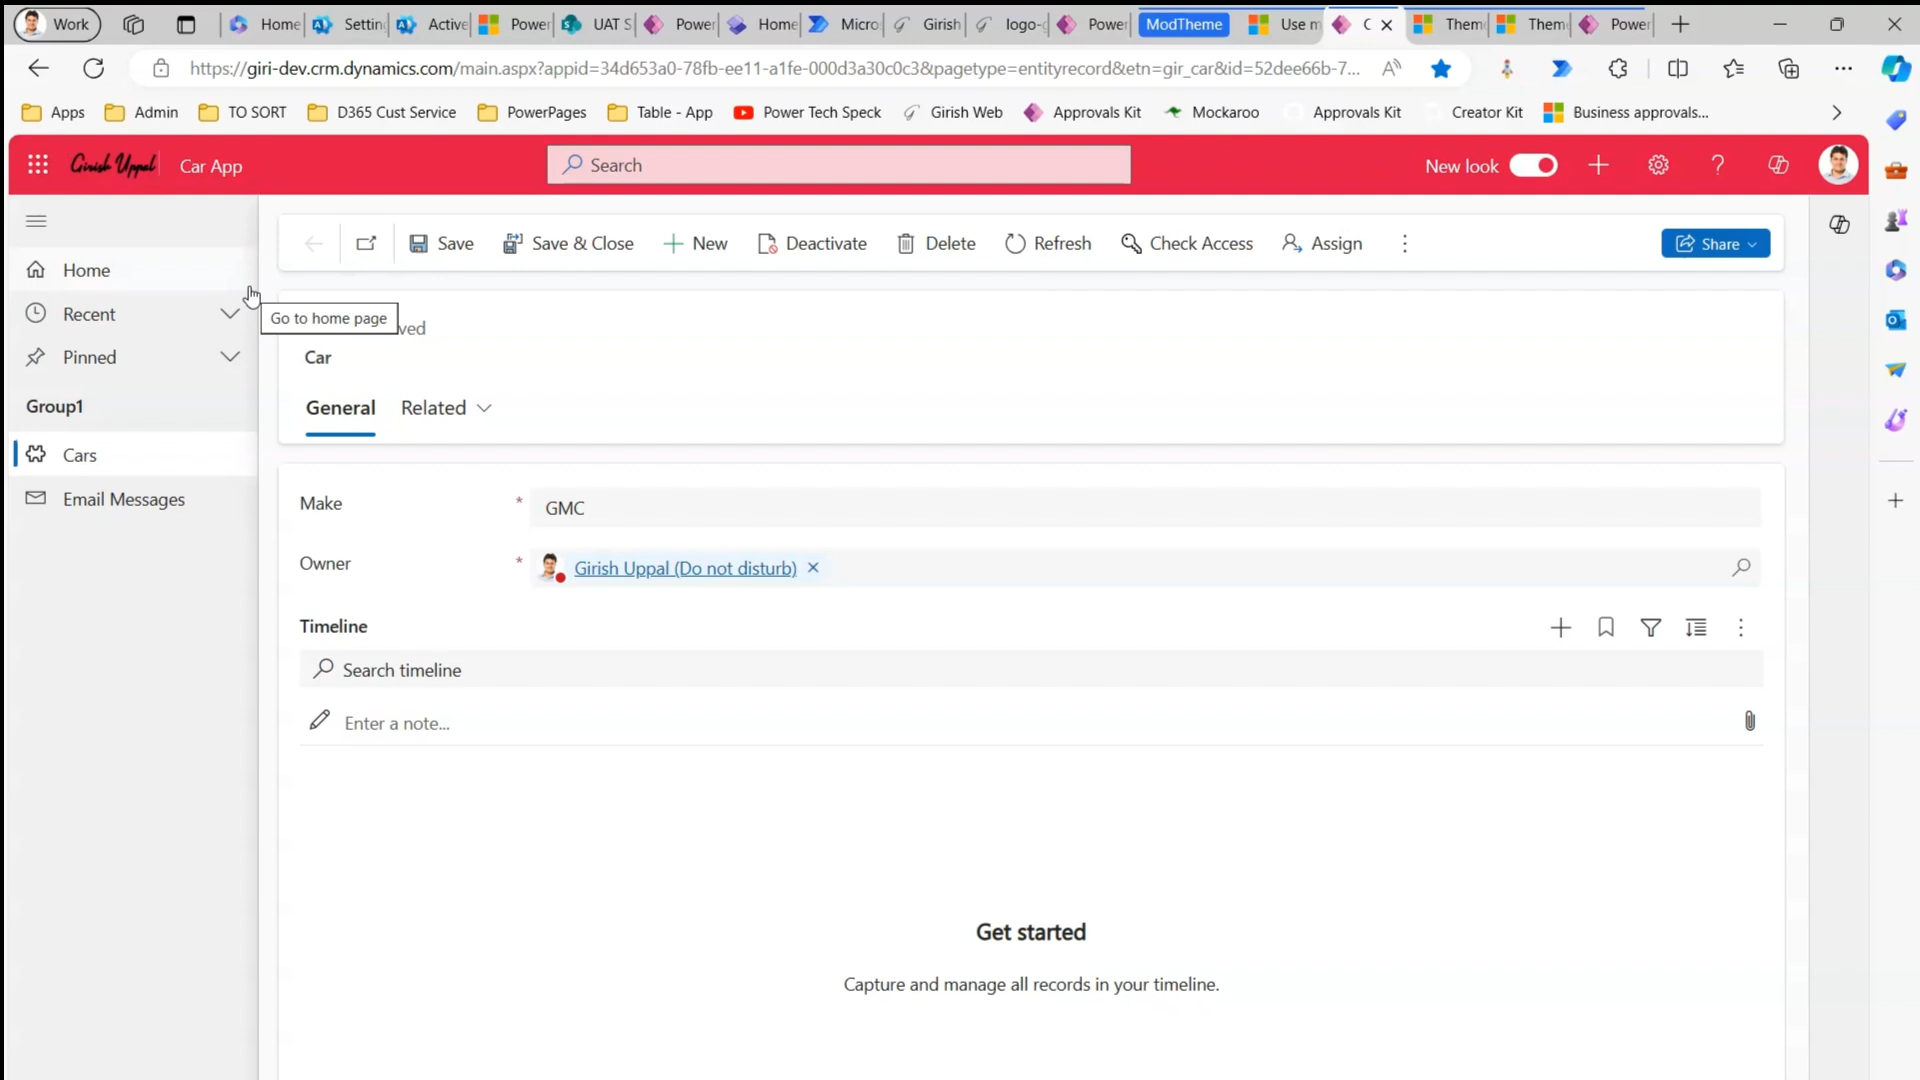 Work Home Settin Active Power UAT S Power Home Micro Girish logo- Power ModTheme Use m C Them Them Power
https://giri-dev.crm.dynamics.com/main.aspx?appid=34d653a0-78fb-ee11-a1fe-000d3a30c0c3&pagetype=entityrecord&etn=gir_car&id=52dee66b-7...
Apps Admin TO SORT D365 Cust Service PowerPages Table - App Power Tech Speck Girish Web Approvals Kit Mockaroo Approvals Kit Creator Kit Business approvals...
Girish Uppal Car App Search New look
Save Save & Close New Deactivate Delete Refresh Check Access Assign Share
Home
Recent
Go to home page ved
Pinned
Car
Group1
General Related
Cars
Email Messages
Make * GMC
Owner * Girish Uppal (Do not disturb)
Timeline
Search timeline
Enter a note...
Get started
Capture and manage all records in your timeline.